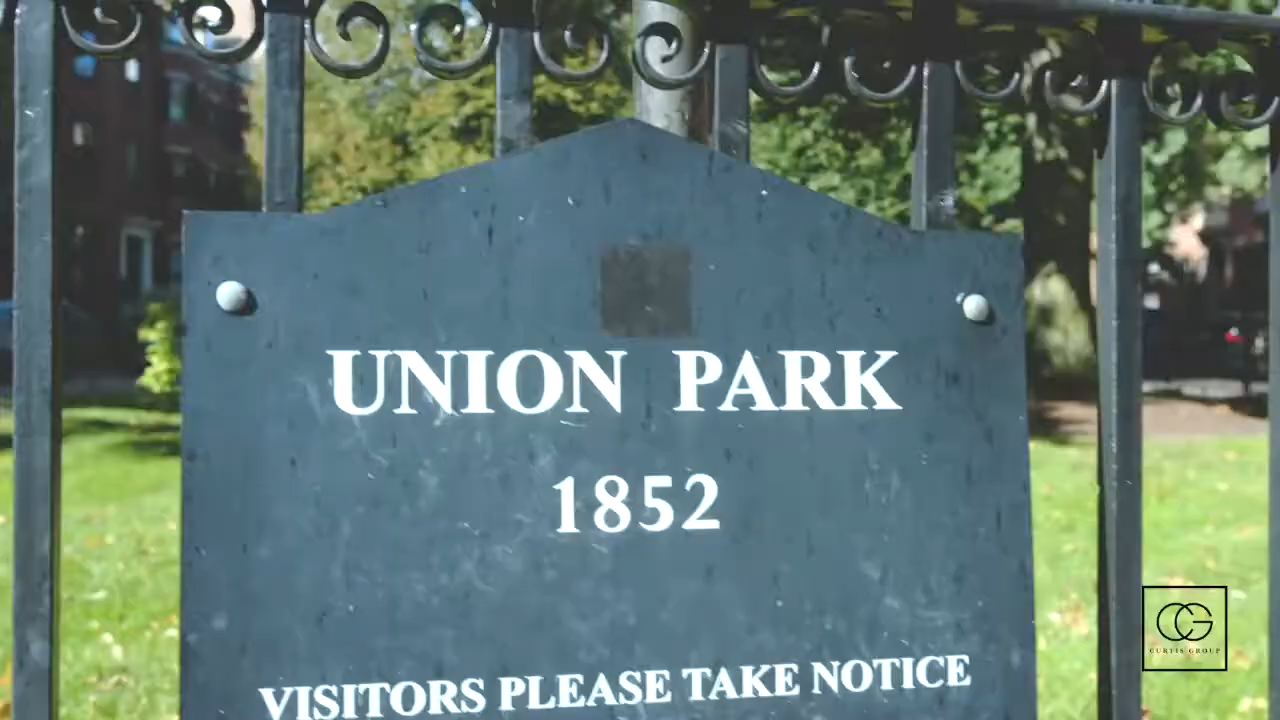 UNION PARK
1852
VISITORS PLEASE TAKE NOTICE
CG
CURTIS GROUP